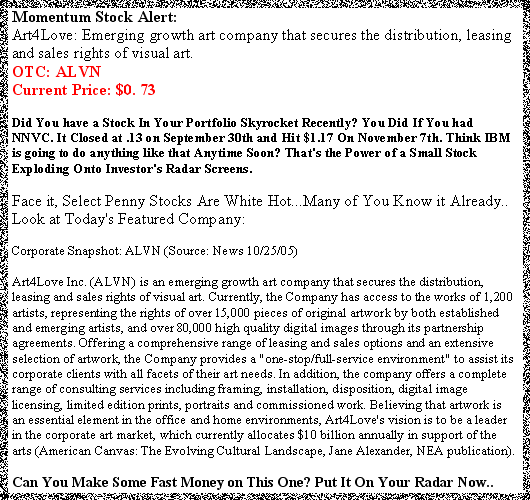 Momentum Stock Alert:
Art4Love: Emerging growth art company that secures the distribution, leasing
and sales rights of visual art.
OTC: ALVN
Current Price: $0. 73
Did You have a Stock In Your Portfolio Skyrocket Recently? You Did If You had
NNVC. It Closed at .13 on September 30th and Hit $1.17 On November 7th. Think IBM
is going to do anything like that Anytime Soon? That's the Power of a Small Stock
Exploding Onto Investor's Radar Screens.
Face it, Select Penny Stocks Are White Hot...Many of You Know it Already..
Look at Today's Featured Company:
Corporate Snapshot: ALVN (Source: News 10/25/05)
Art4Love Inc. (ALVN) is an emerging growth art company that secures the distribution,
leasing and sales rights of visual art. Currently, the Company has access to the works of 1,200
artists, representing the rights of over 15,000 pieces of original artwork by both established
and emerging artists, and over 80,000 high quality digital images through its partnership
agreements. Offering a comprehensive range of leasing and sales options and an extensive
selection of artwork, the Company provides a "one-stop/full-service environment" to assist its
corporate clients with all facets of their art needs. In addition, the company offers a complete
range of consulting services including framing, installation, disposition, digital image
licensing, limited edition prints, portraits and commissioned work. Believing that artwork is
an essential element in the office and home environments, Art4Love's vision is to be a leader
in the corporate art market, which currently allocates $10 billion annually in support of the
arts (American Canvas: The Evolving Cultural Landscape, Jane Alexander, NEA publication).
Can You Make Some Fast Money on This One? Put It On Your Radar Now..